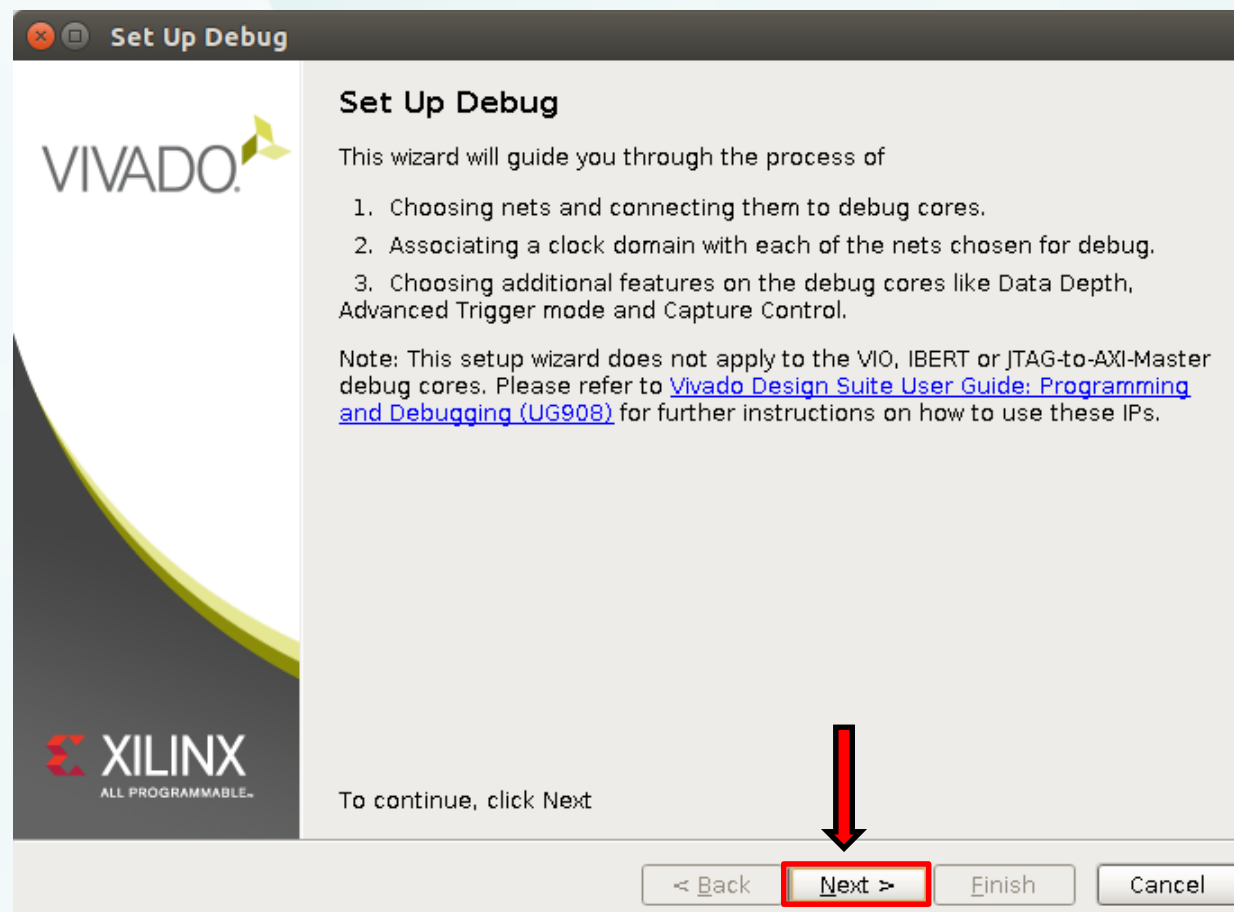 Set Up Debug
VIVADO.
Set Up Debug
This wizard will guide you through the process of
1. Choosing nets and connecting them to debug cores.
2. Associating a clock domain with each of the nets chosen for debug.
3. Choosing additional features on the debug cores like Data Depth,
Advanced Trigger mode and Capture Control.
Note: This setup wizard does not apply to the VIO, IBERT or JTAG-to-AXI-Master
debug cores. Please refer to Vivado Design Suite User Guide: Programming
and Debugging (UG908) for further instructions on how to use these IPs.
XILINX
ALL PROGRAMMABLE™
To continue, click Next
< Back Next > Finish Cancel